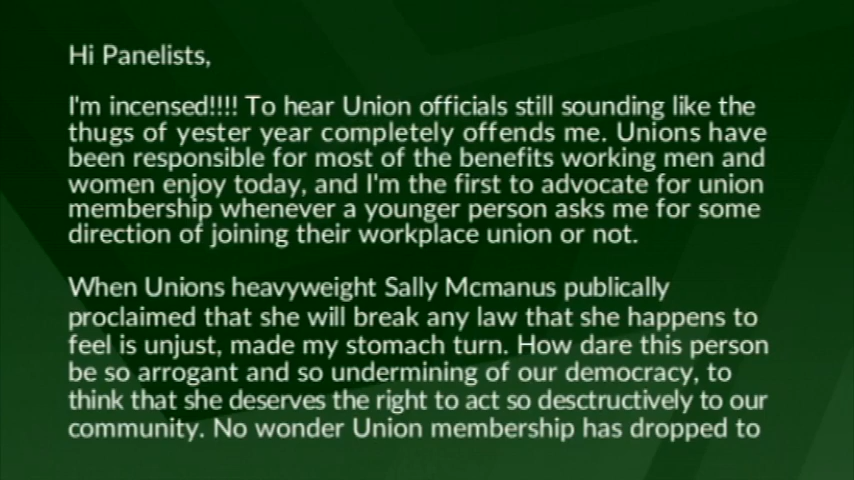 Hi Panelists,
I'm incensed!!!! To hear Union officials still sounding like the
thugs of yester year completely offends me. Unions have
been responsible for most of the benefits working men and
women enjoy today, and I'm the first to advocate for union
membership whenever a younger person asks me for some
direction of joining their workplace union or not.
When Unions heavyweight Sally Mcmanus publically
proclaimed that she will break any law that she happens to
feel is unjust, made my stomach turn. How dare this person
be so arrogant and so undermining of our democracy, to
think that she deserves the right to act so desctructively to our
community. No wonder Union membership has dropped to